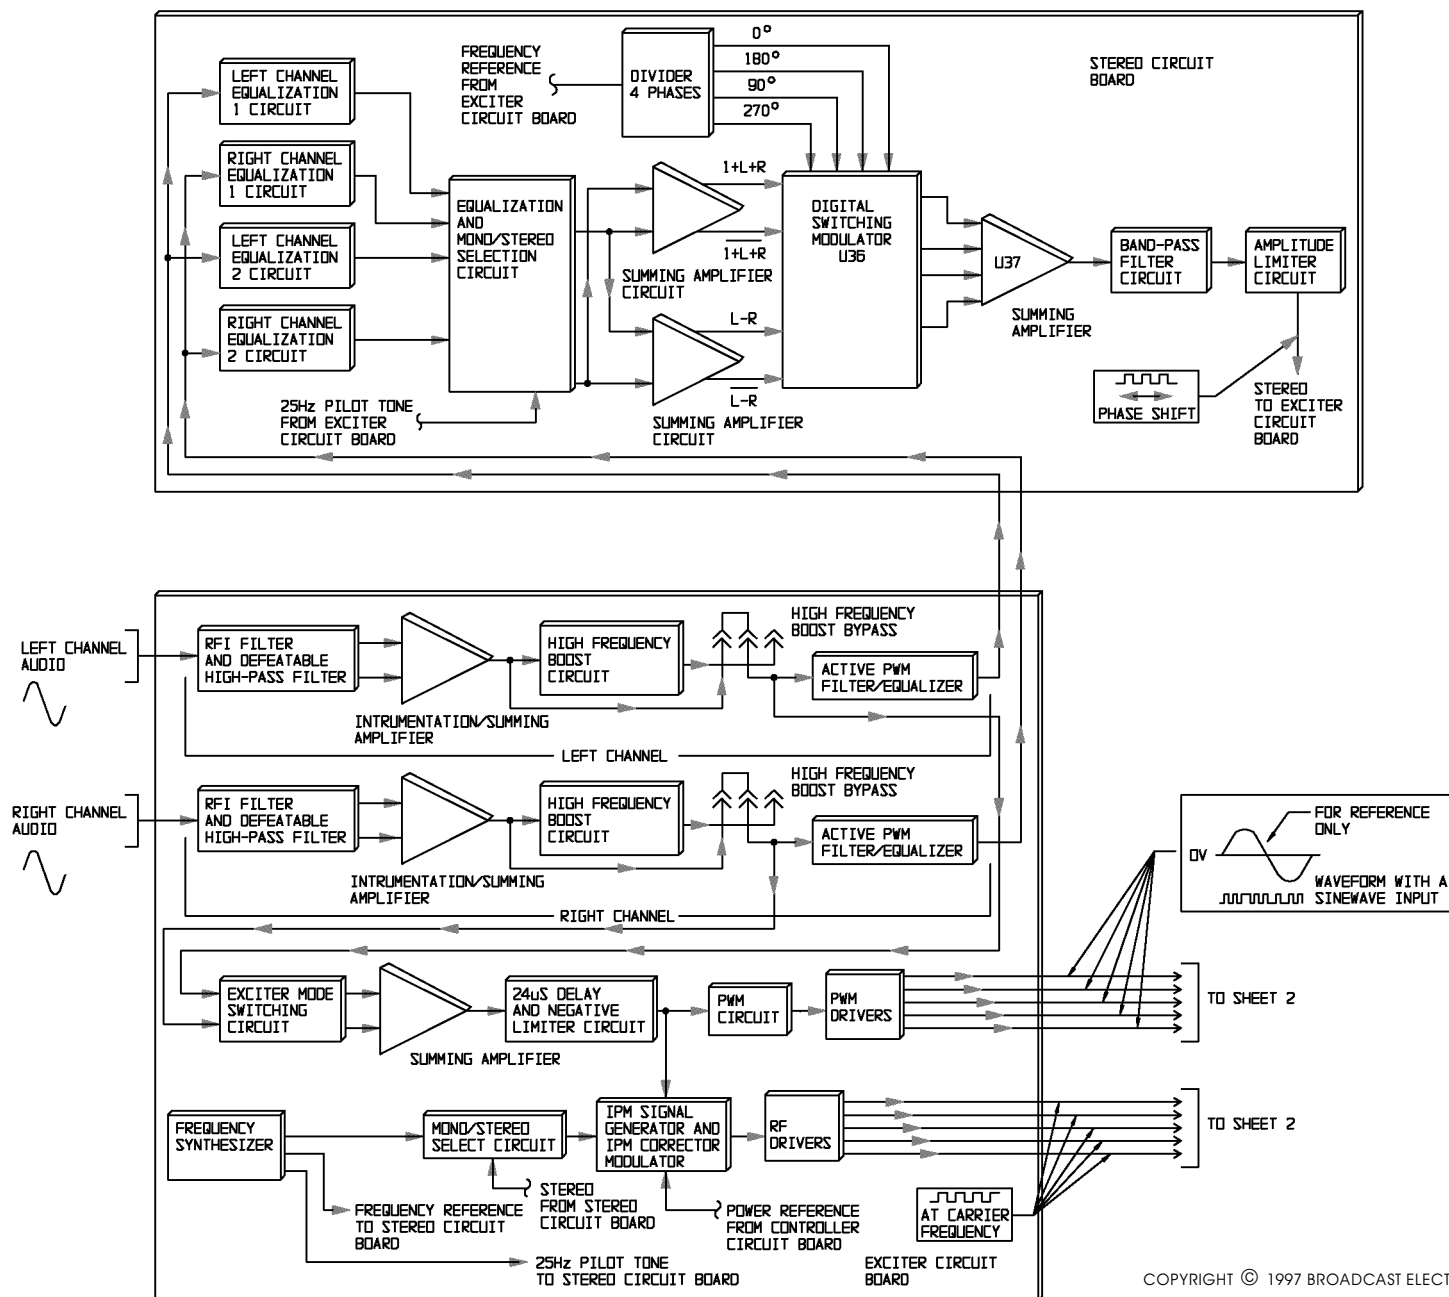 LEFT CHANNEL
EQUALIZATION
1 CIRCUIT
RIGHT CHANNEL
EQUALIZATION
1 CIRCUIT
LEFT CHANNEL
EQUALIZATION
2 CIRCUIT
RIGHT CHANNEL
EQUALIZATION
2 CIRCUIT
FREQUENCY
REFERENCE
FROM
EXCITER
CIRCUIT BOARD
DIVIDER
4 PHASES
0°
180°
90°
270°
STEREO CIRCUIT
BOARD
EQUALIZATION
AND
MONO/STEREO
SELECTION
CIRCUIT
25Hz PILOT TONE
FROM EXCITER
CIRCUIT BOARD
1+L+R
1+L+R
SUMMING AMPLIFIER
CIRCUIT
L-R
L-R
SUMMING AMPLIFIER
CIRCUIT
DIGITAL
SWITCHING
MODULATOR
U36
U37
SUMMING
AMPLIFIER
BAND-PASS
FILTER
CIRCUIT
AMPLITUDE
LIMITER
CIRCUIT
PHASE SHIFT
STEREO
TO EXCITER
CIRCUIT
BOARD
LEFT CHANNEL
AUDIO
RFI FILTER
AND DEFEATABLE
HIGH-PASS FILTER
INTRUMENTATION/SUMMING
AMPLIFIER
HIGH FREQUENCY
BOOST
CIRCUIT
HIGH FREQUENCY
BOOST BYPASS
ACTIVE PWM
FILTER/EQUALIZER
LEFT CHANNEL
RIGHT CHANNEL
AUDIO
RFI FILTER
AND DEFEATABLE
HIGH-PASS FILTER
INTRUMENTATION/SUMMING
AMPLIFIER
HIGH FREQUENCY
BOOST
CIRCUIT
HIGH FREQUENCY
BOOST BYPASS
ACTIVE PWM
FILTER/EQUALIZER
RIGHT CHANNEL
FOR REFERENCE
ONLY
0V
WAVEFORM WITH A
SINEWAVE INPUT
EXCITER MODE
SWITCHING
CIRCUIT
SUMMING AMPLIFIER
24uS DELAY
AND NEGATIVE
LIMITER CIRCUIT
PWM
CIRCUIT
PWM
DRIVERS
TO SHEET 2
FREQUENCY
SYNTHESIZER
MONO/STEREO
SELECT CIRCUIT
IPM SIGNAL
GENERATOR AND
IPM CORRECTOR
MODULATOR
RF
DRIVERS
TO SHEET 2
FREQUENCY REFERENCE
TO STEREO CIRCUIT
BOARD
STEREO
FROM STEREO
CIRCUIT BOARD
POWER REFERENCE
FROM CONTROLLER
CIRCUIT BOARD
AT CARRIER
FREQUENCY
25Hz PILOT TONE
TO STEREO CIRCUIT BOARD
EXCITER CIRCUIT
BOARD
COPYRIGHT © 1997 BROADCAST ELECT